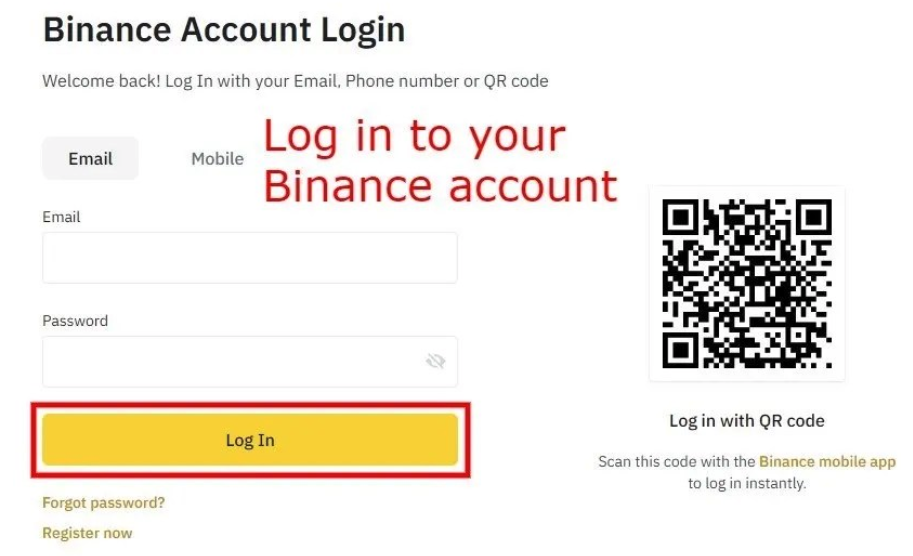 Binance Account Login
Welcome back! Log In with your Email, Phone number or QR code
Email
Mobile
Log in to your
Binance account
Email
Password
Log In
Forgot password?
Register now
Log in with QR code
Scan this code with the Binance mobile app
to log in instantly.